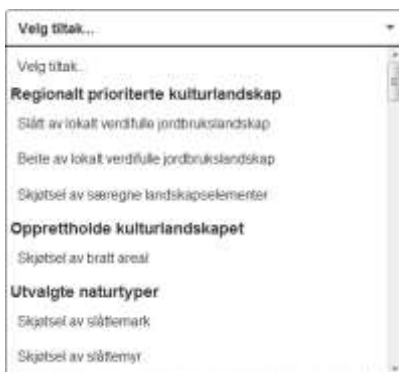 Velg tiltak...
Velg tiltak...
Regionalt prioriterte kulturlandskap
Slått av lokalt verdifulle jordbrukslandskap
Beite av lokalt verdifulle jordbrukslandskap
Skjøtsel av særegne landskapselementer
Opprettholde kulturlandskapet
Skjøtsel av bratt areal
Utvalgte naturtyper
Skjøtsel av slåttemark
Skjøtsel av slåttemyr